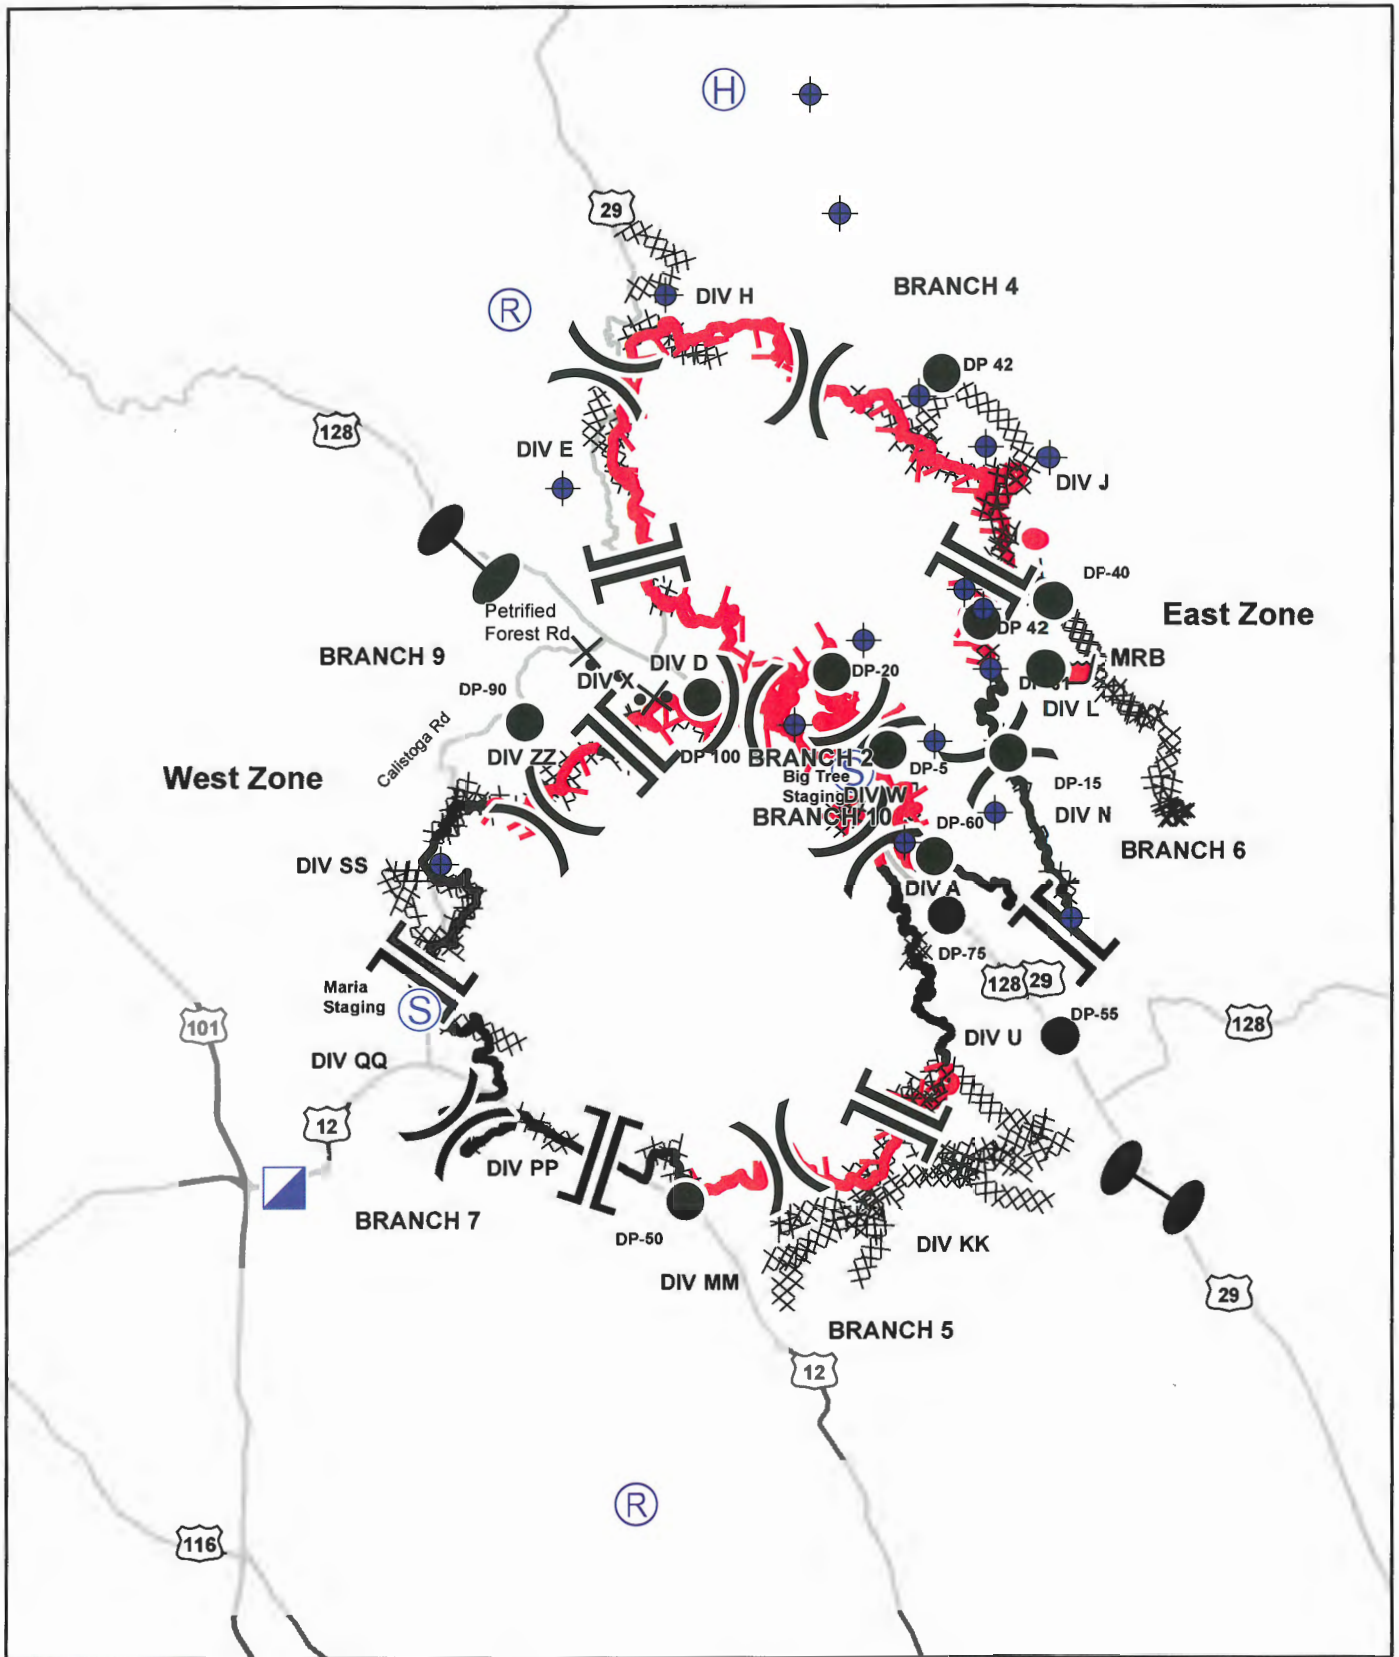 H
29
BRANCH 4
DIV H
R
DP 42
128
DIV E
DIV J
DP-40
East Zone
Petrified
Forest Rd
DP 42
BRANCH 9
DIV D
MRB
DP-20
DIV X
DP-90
DIV L
Calistoga Rd
DIV ZZ
DP 100
BRANCH 2
DP-5
West Zone
Big Tree
Staging
S
DP-15
DIV W
BRANCH 10
DP-60
DIV N
BRANCH 6
DIV SS
DIV A
DP-75
128
29
Maria
Staging
S
101
DP-55
128
DIV U
DIV QQ
12
DIV PP
BRANCH 7
DP-50
DIV KK
DIV MM
29
BRANCH 5
12
R
116